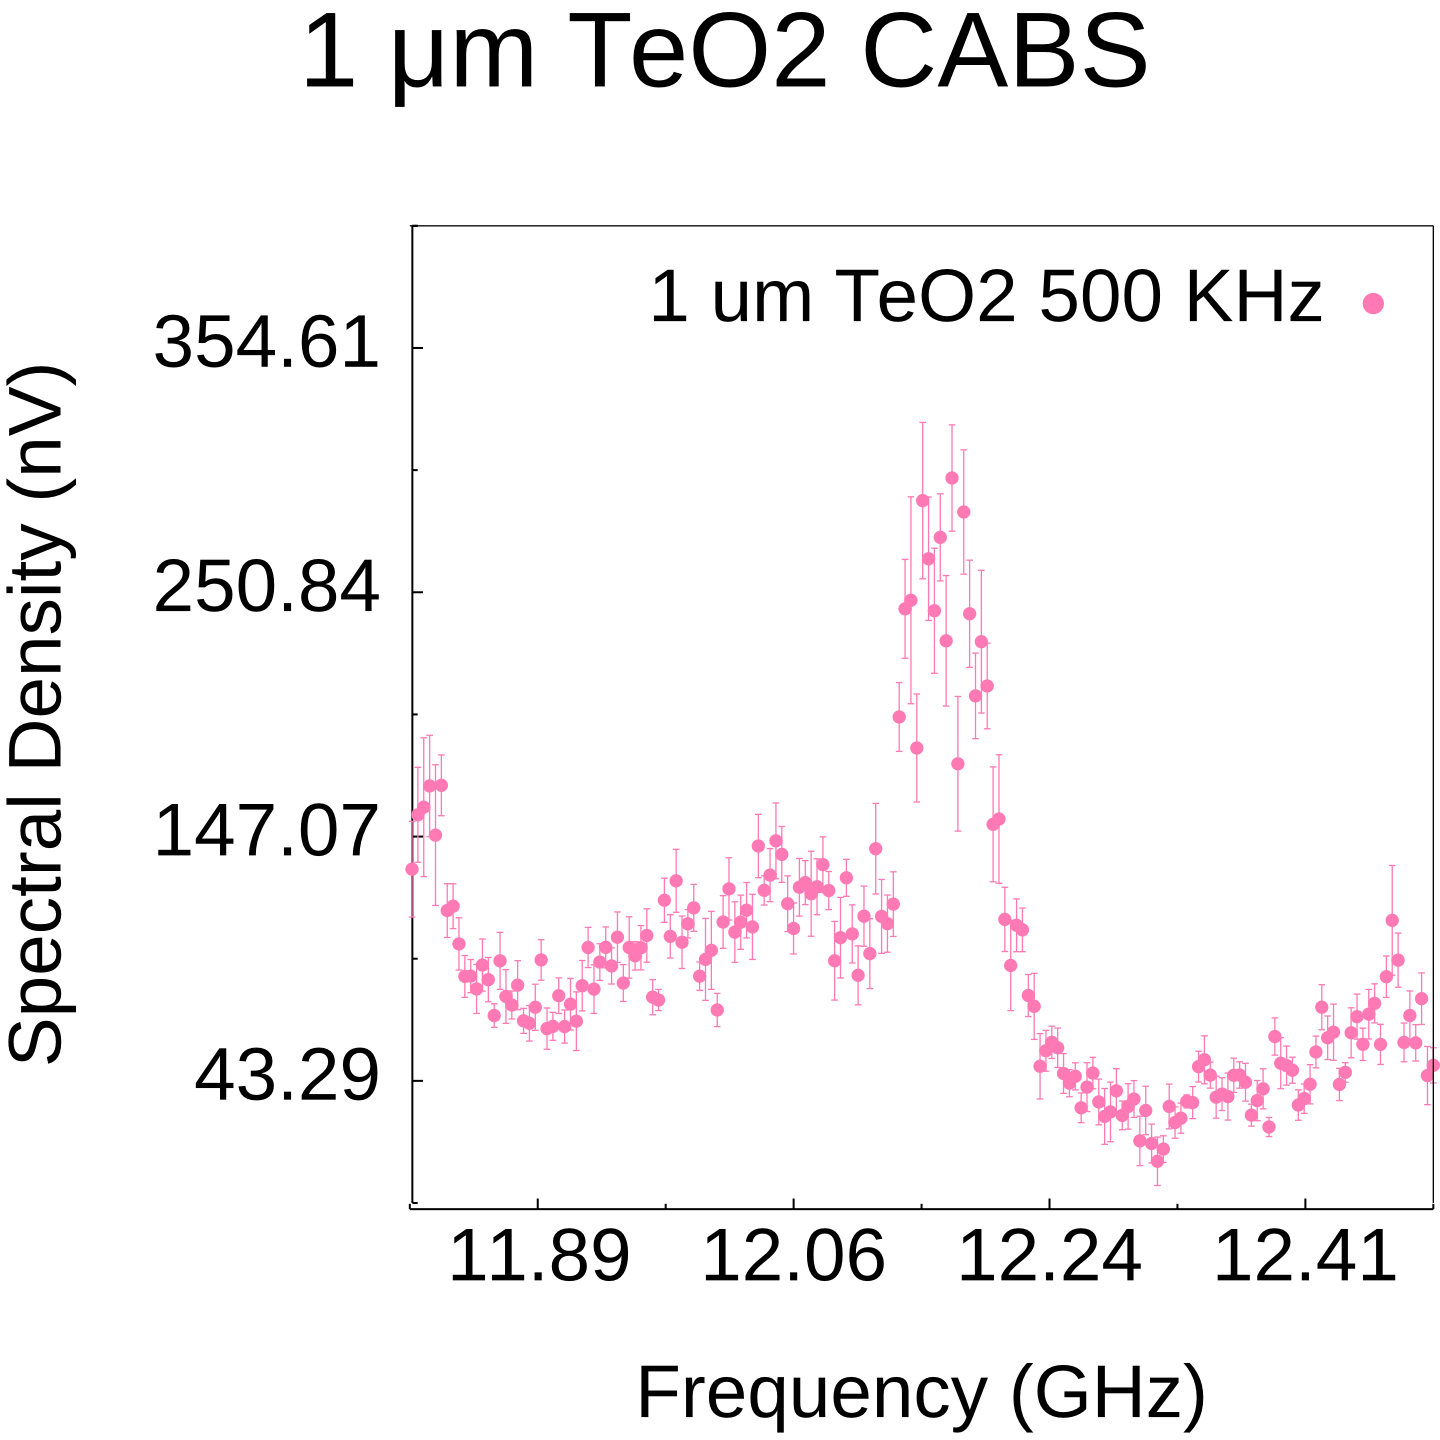 1 μm TeO2 CABS
1 um TeO2 500 KHz
354.61
250.84
147.07
43.29
Spectral Density (nV)
11.89 12.06 12.24 12.41
Frequency (GHz)